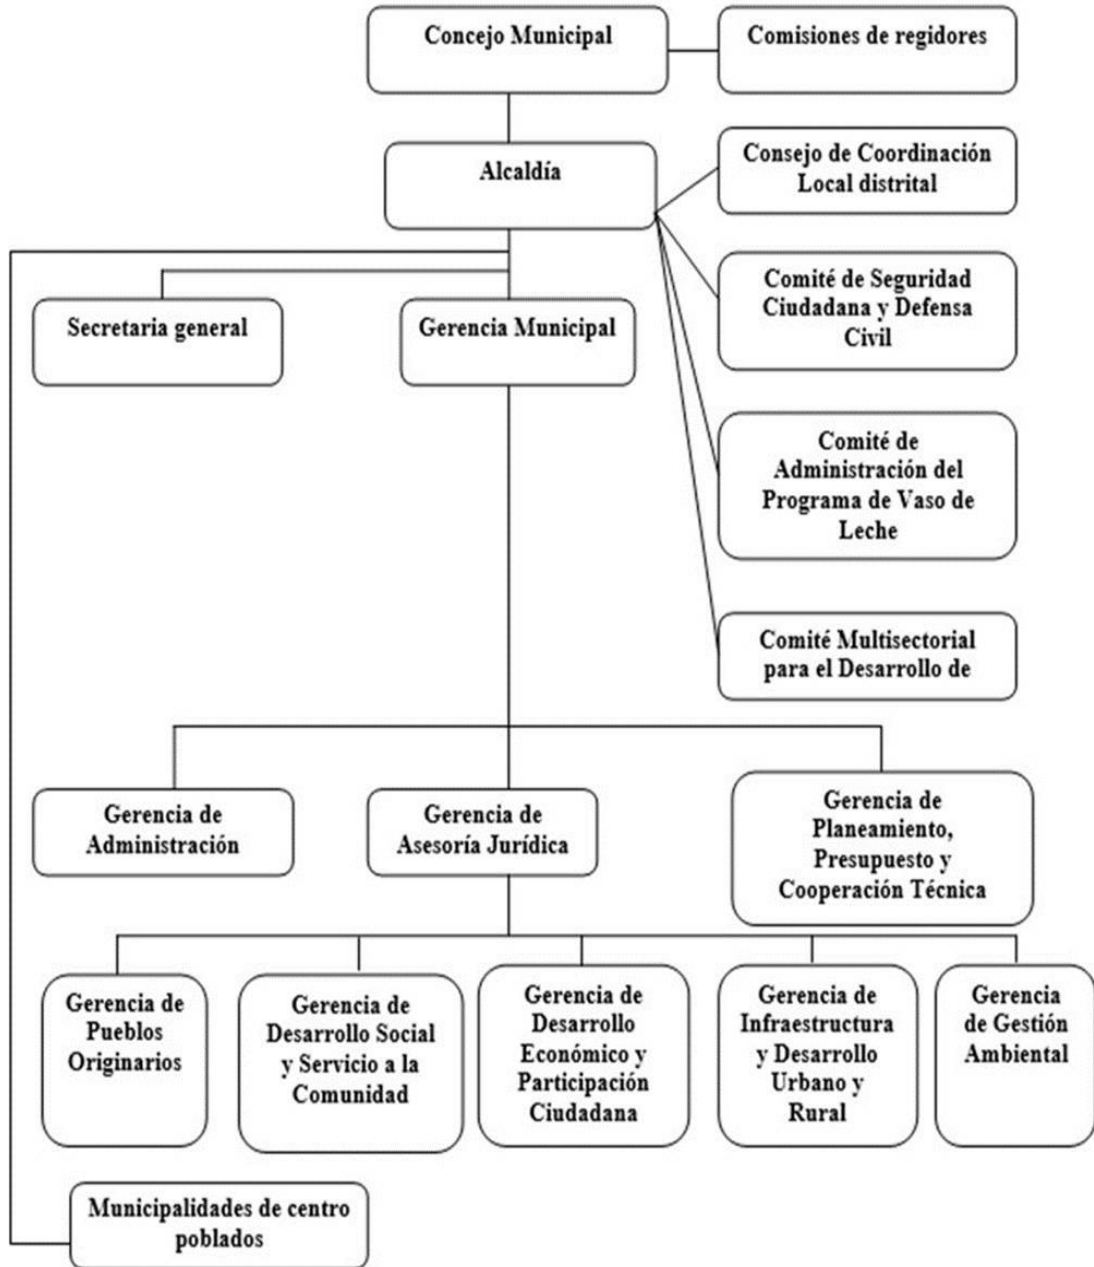 Concejo Municipal
Comisiones de regidores
Alcaldía
Consejo de Coordinación
Local distrital
Comité de Seguridad
Ciudadana y Defensa
Civil
Secretaria general
Gerencia Municipal
Comité de
Administración del
Programa de Vaso de
Leche
Comité Multisectorial
para el Desarrollo de
Gerencia de
Administración
Gerencia de
Asesoría Jurídica
Gerencia de
Planeamiento,
Presupuesto y
Cooperación Técnica
Gerencia de
Pueblos
Originarios
Gerencia de
Desarrollo Social
y Servicio a la
Comunidad
Gerencia de
Desarrollo
Económico y
Participación
Ciudadana
Gerencia de
Infraestructura
y Desarrollo
Urbano y
Rural
Gerencia
de Gestión
Ambiental
Municipalidades de centro
poblados